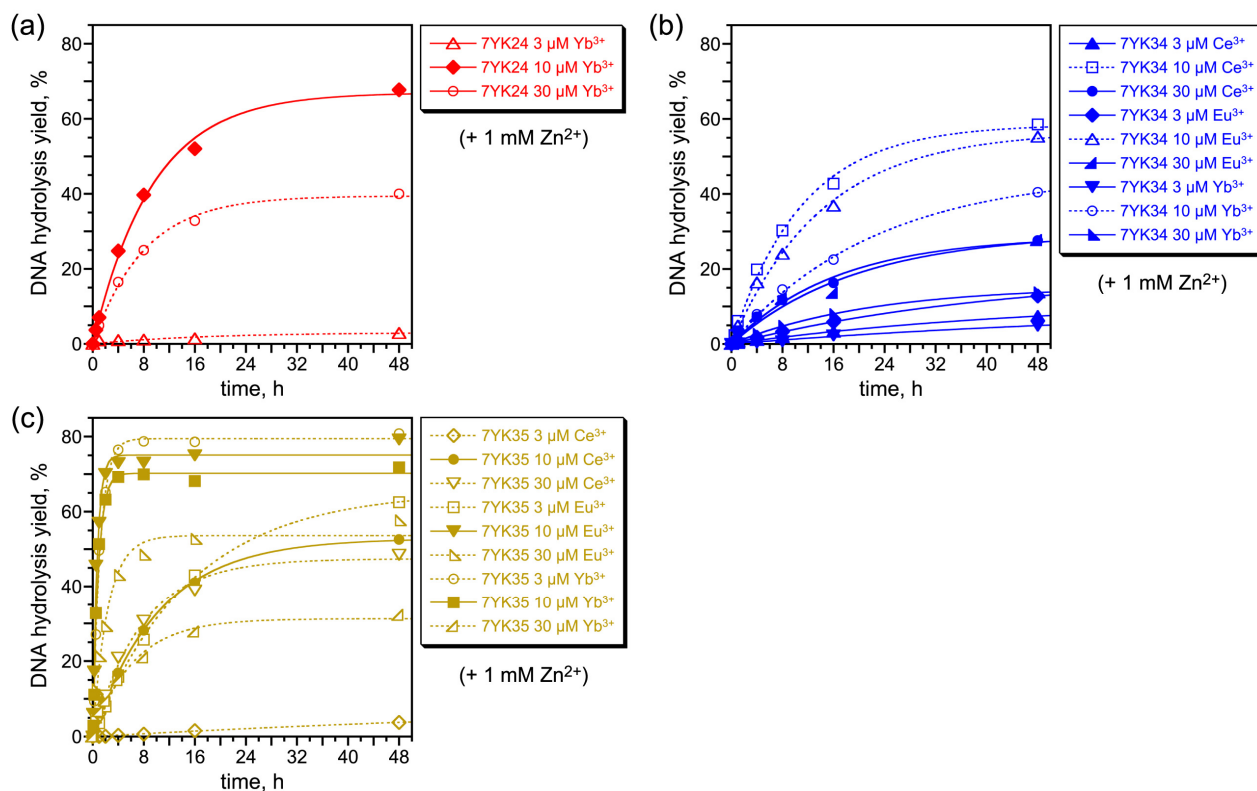 (a)
DNA hydrolysis yield, %
80
60
40
20
0
0 8 16 24 32 40 48
time, h
7YK24 3 µM Yb³⁺
7YK24 10 µM Yb³⁺
7YK24 30 µM Yb³⁺
(+ 1 mM Zn²⁺)
(b)
DNA hydrolysis yield, %
80
60
40
20
0
0 8 16 24 32 40 48
time, h
7YK34 3 µM Ce³⁺
7YK34 10 µM Ce³⁺
7YK34 30 µM Ce³⁺
7YK34 3 µM Eu³⁺
7YK34 10 µM Eu³⁺
7YK34 30 µM Eu³⁺
7YK34 3 µM Yb³⁺
7YK34 10 µM Yb³⁺
7YK34 30 µM Yb³⁺
(+ 1 mM Zn²⁺)
(c)
DNA hydrolysis yield, %
80
60
40
20
0
0 8 16 24 32 40 48
time, h
7YK35 3 µM Ce³⁺
7YK35 10 µM Ce³⁺
7YK35 30 µM Ce³⁺
7YK35 3 µM Eu³⁺
7YK35 10 µM Eu³⁺
7YK35 30 µM Eu³⁺
7YK35 3 µM Yb³⁺
7YK35 10 µM Yb³⁺
7YK35 30 µM Yb³⁺
(+ 1 mM Zn²⁺)